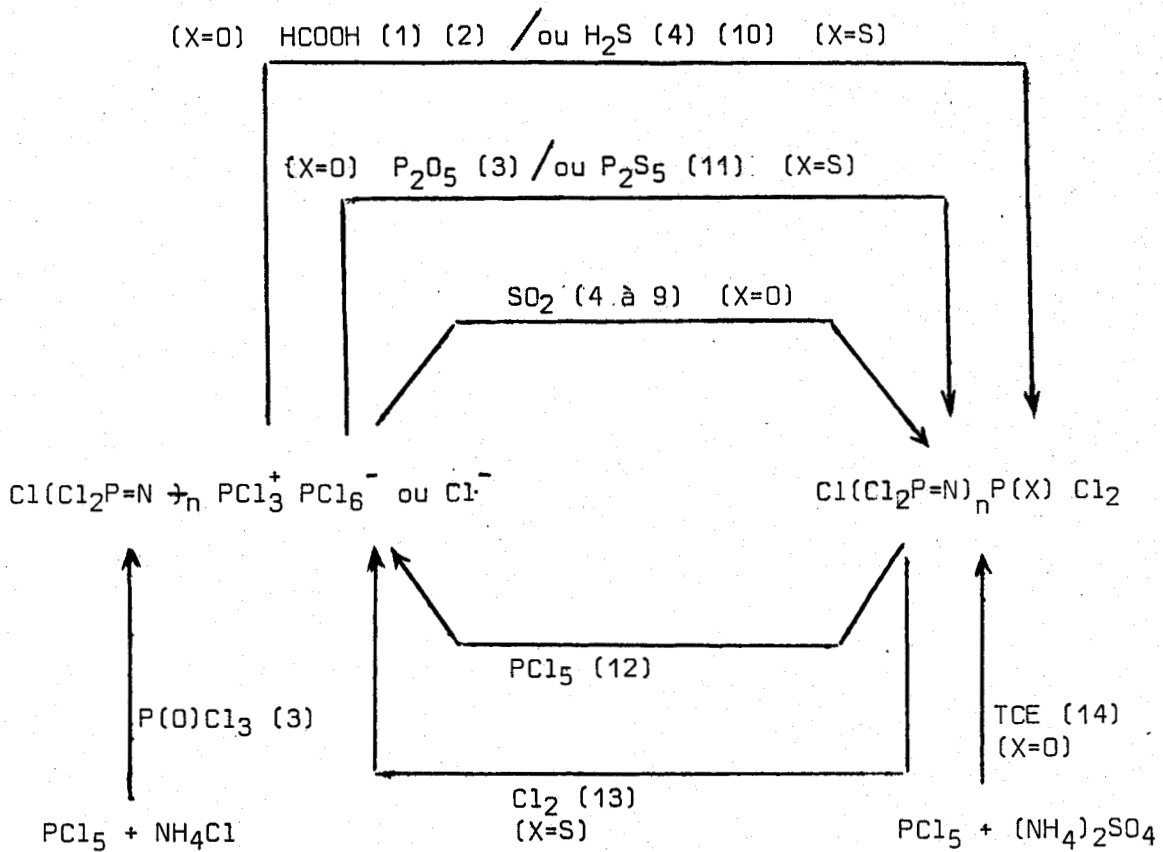 (X=O) HCOOH (1) (2) / ou H₂S (4) (10) (X=S)
(X=O) P₂O₅ (3) / ou P₂S₅ (11) (X=S)
SO₂ (4 à 9) (X=O)
Cl(Cl₂P=N)ₙ PCl₃⁺ PCl₆⁻ ou Cl⁻
Cl(Cl₂P=N)ₙP(X) Cl₂
PCl₅ (12)
P(O)Cl₃ (3)
TCE (14)
(X=O)
Cl₂ (13)
(X=S)
PCl₅ + NH₄Cl
PCl₅ + (NH₄)₂SO₄